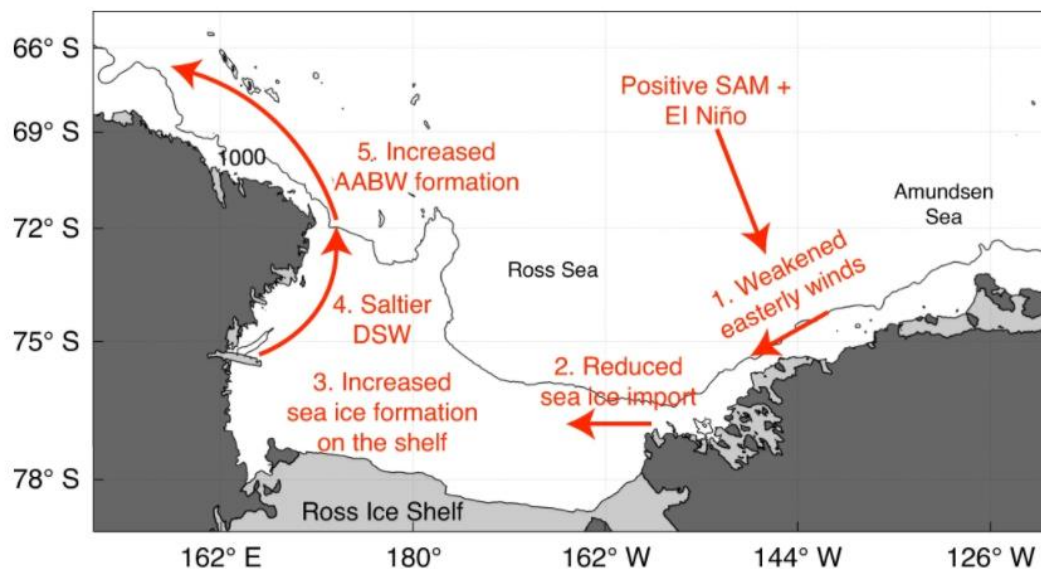 66° S
69° S
72° S
75° S
78° S
162° E
180°
162° W
144° W
126° W
Positive SAM +
El Niño
Amundsen
Sea
1. Weakened
easterly winds
Ross Sea
2. Reduced
sea ice import
3. Increased
sea ice formation
on the shelf
4. Saltier
DSW
5. Increased
AABW formation
1000
Ross Ice Shelf